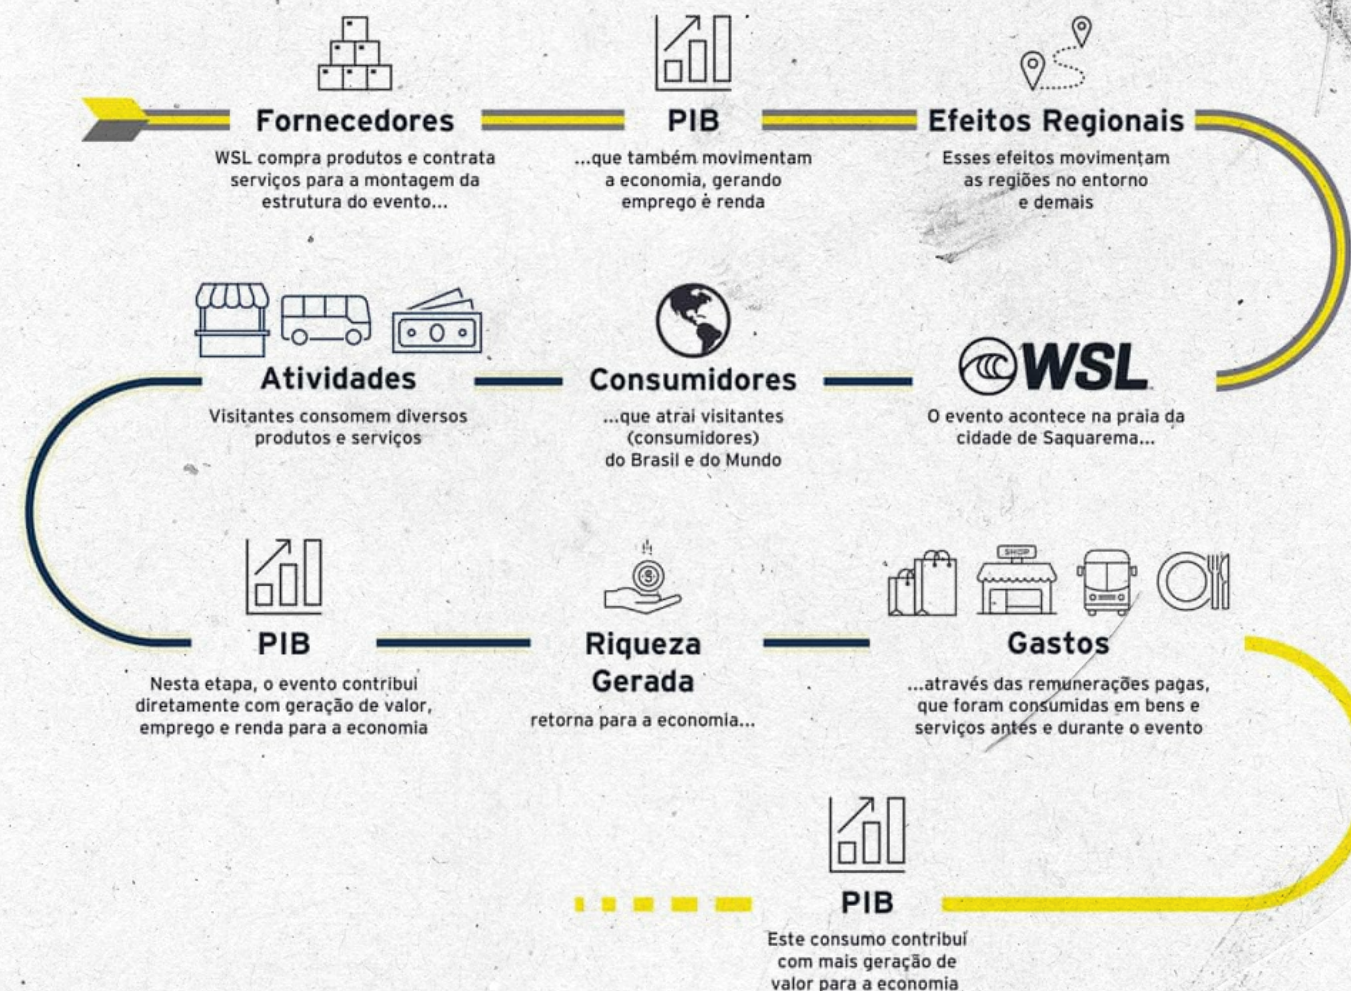 Fornecedores
WSL compra produtos e contrata
serviços para a montagem da
estrutura do evento...
PIB
...que também movimentam
a economia, gerando
emprego e renda
Efeitos Regionais
Esses efeitos movimentam
as regiões no entorno
e demais
WSL
O evento acontece na praia da
cidade de Saquarema...
Consumidores
...que atrai visitantes
(consumidores)
do Brasil e do Mundo
Atividades
Visitantes consomem diversos
produtos e serviços
PIB
Nesta etapa, o evento contribui
diretamente com geração de valor,
emprego e renda para a economia
Riqueza
Gerada
retorna para a economia...
SHOP
Gastos
...através das remunerações pagas,
que foram consumidas em bens e
serviços antes e durante o evento
PIB
Este consumo contribui
com mais geração de
valor para a economia